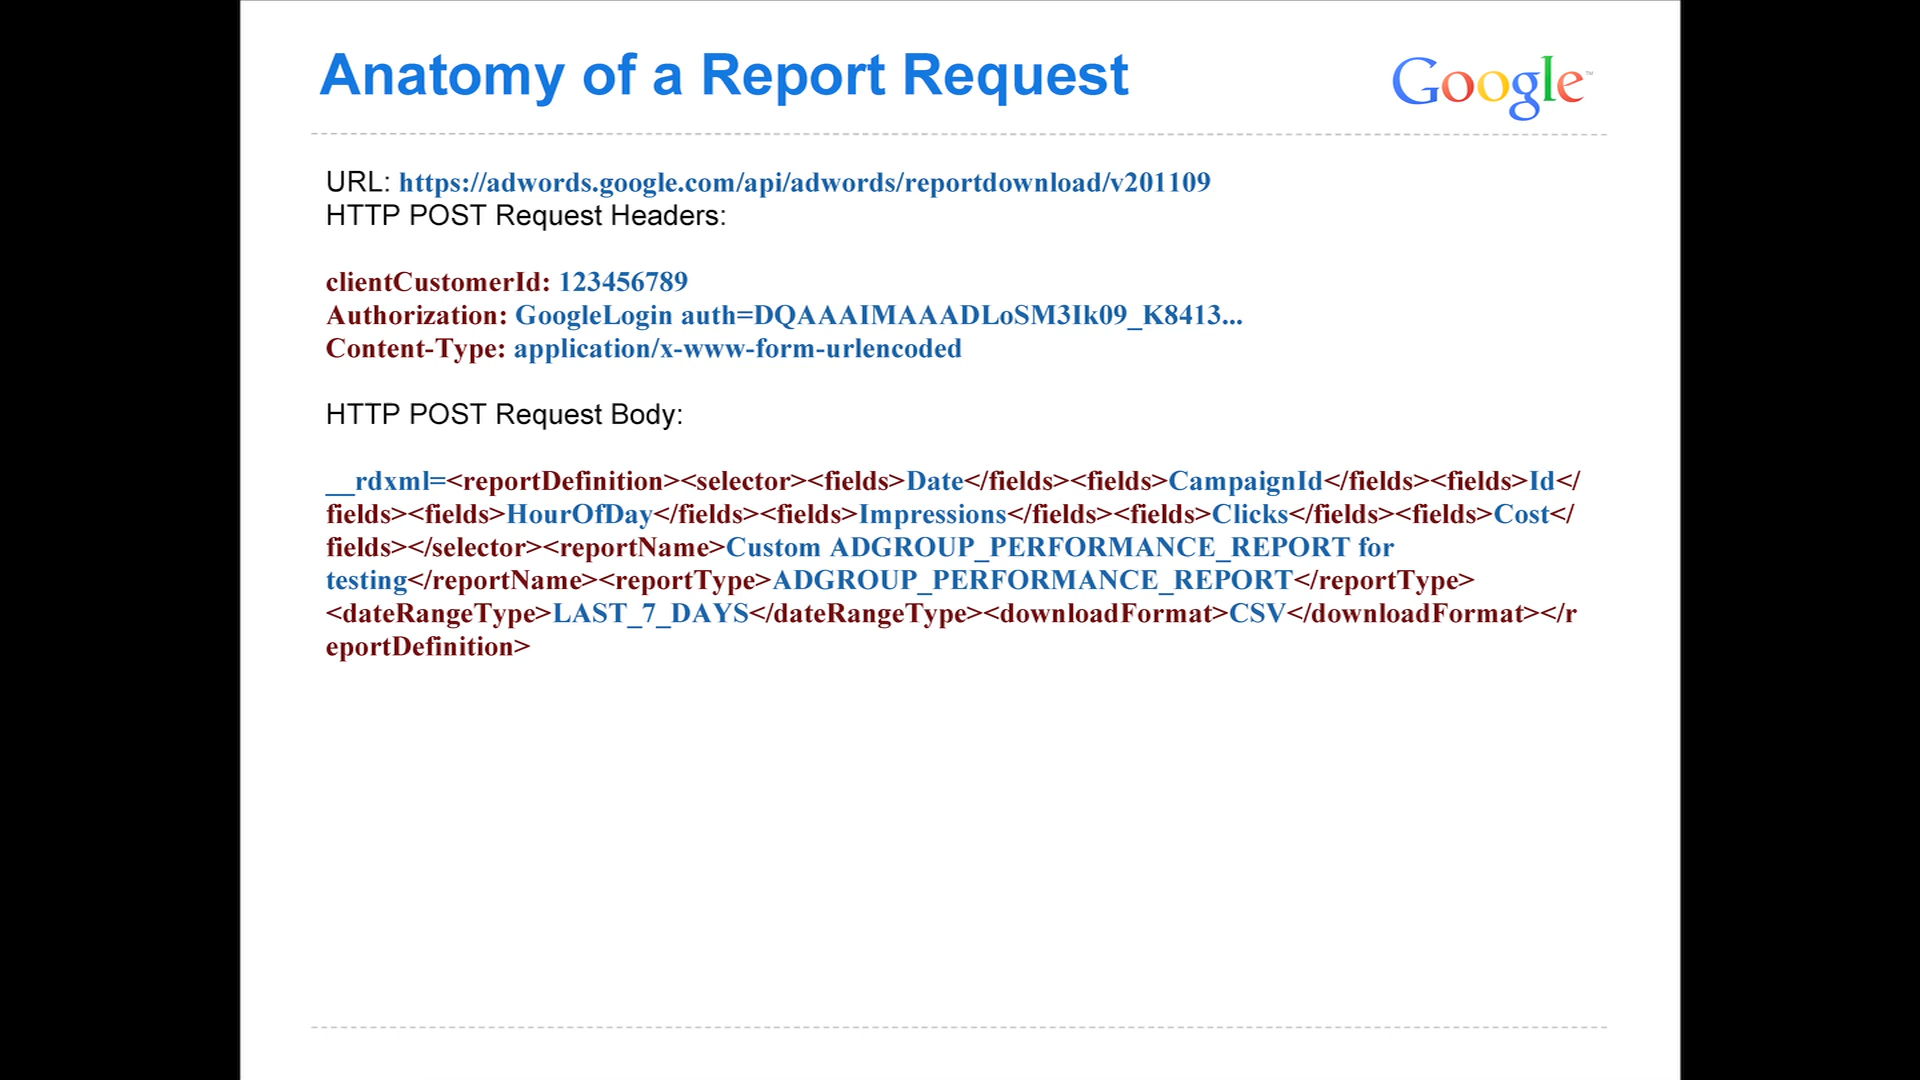 Anatomy of a Report Request
Google™
URL: https://adwords.google.com/api/adwords/reportdownload/v201109
HTTP POST Request Headers:
clientCustomerId: 123456789
Authorization: GoogleLogin auth=DQAAAIMAAADLoSM3Ik09_K8413...
Content-Type: application/x-www-form-urlencoded
HTTP POST Request Body:
__rdxml=<reportDefinition><selector><fields>Date</fields><fields>CampaignId</fields><fields>Id</
fields><fields>HourOfDay</fields><fields>Impressions</fields><fields>Clicks</fields><fields>Cost</
fields></selector><reportName>Custom ADGROUP_PERFORMANCE_REPORT for
testing</reportName><reportType>ADGROUP_PERFORMANCE_REPORT</reportType>
<dateRangeType>LAST_7_DAYS</dateRangeType><downloadFormat>CSV</downloadFormat></r
eportDefinition>